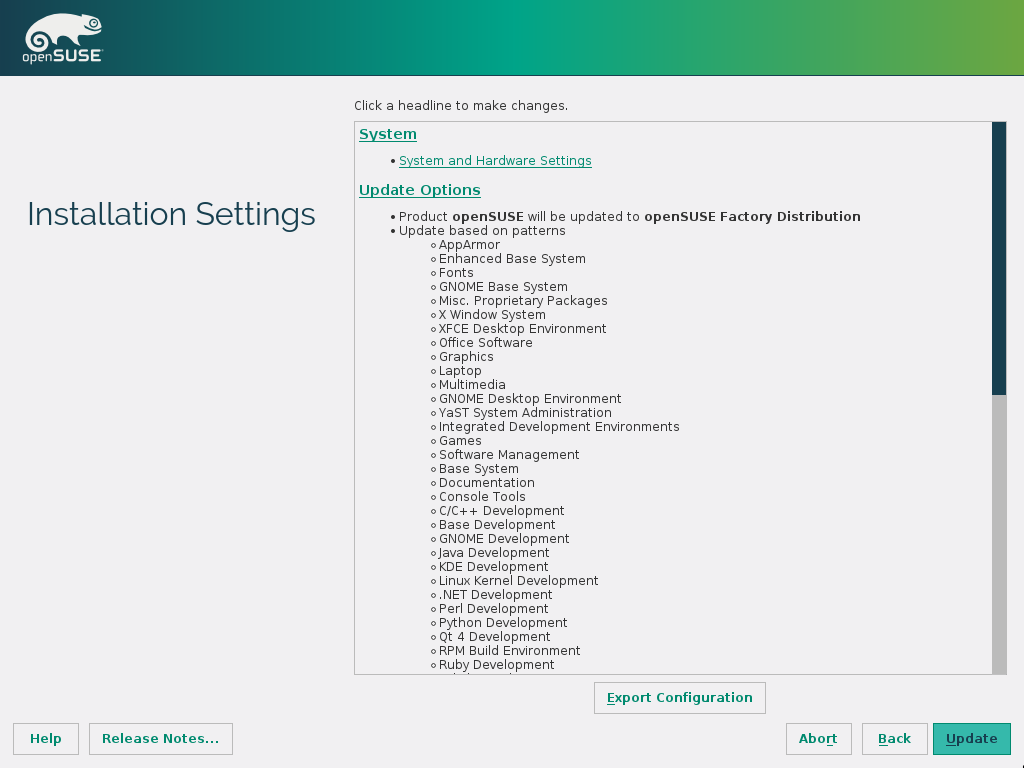 openSUSE
Click a headline to make changes.
Installation Settings
System
• System and Hardware Settings
Update Options
• Product openSUSE will be updated to openSUSE Factory Distribution
• Update based on patterns
◦ AppArmor
◦ Enhanced Base System
◦ Fonts
◦ GNOME Base System
◦ Misc. Proprietary Packages
◦ X Window System
◦ XFCE Desktop Environment
◦ Office Software
◦ Graphics
◦ Laptop
◦ Multimedia
◦ GNOME Desktop Environment
◦ YaST System Administration
◦ Integrated Development Environments
◦ Games
◦ Software Management
◦ Base System
◦ Documentation
◦ Console Tools
◦ C/C++ Development
◦ Base Development
◦ GNOME Development
◦ Java Development
◦ KDE Development
◦ Linux Kernel Development
◦ .NET Development
◦ Perl Development
◦ Python Development
◦ Qt 4 Development
◦ RPM Build Environment
◦ Ruby Development
Export Configuration
Help
Release Notes...
Abort
Back
Update